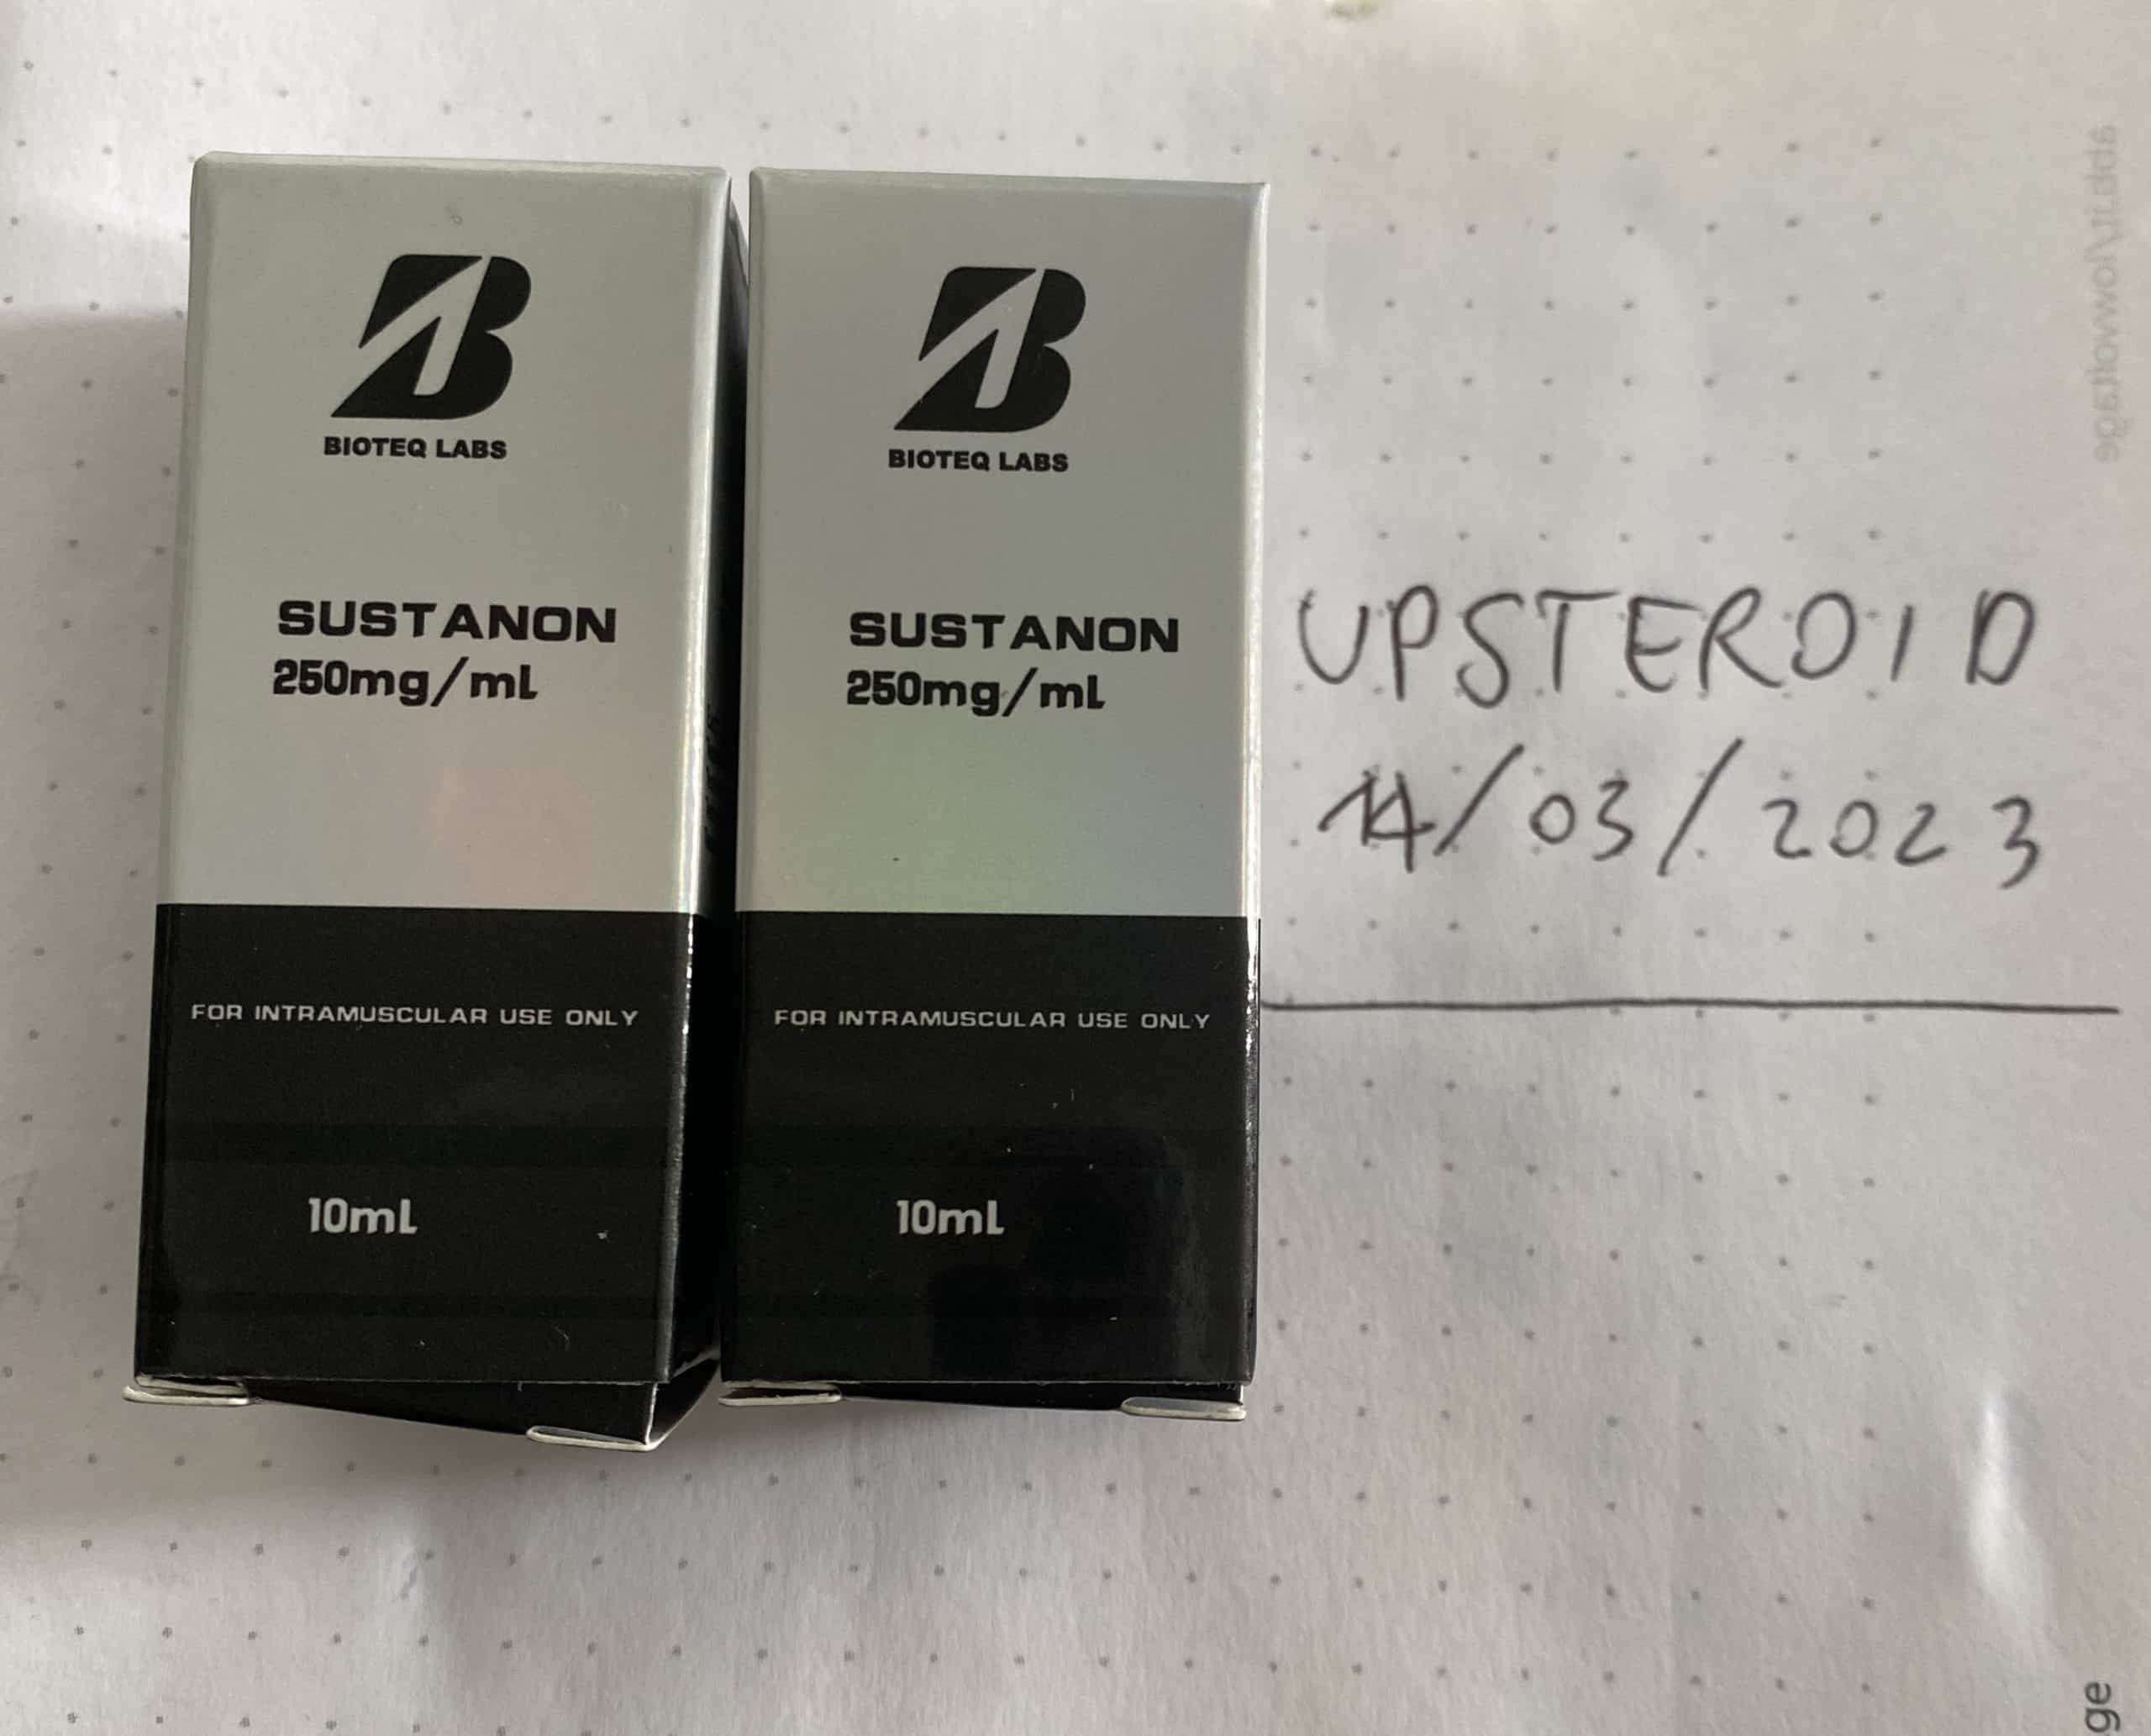 BIOTEQ LABS
SUSTANON
250mg/mL
FOR INTRAMUSCULAR USE ONLY
10mL
BIOTEQ LABS
SUSTANON
250mg/mL
FOR INTRAMUSCULAR USE ONLY
10mL
UPSTEROID
14/03/2023
ge